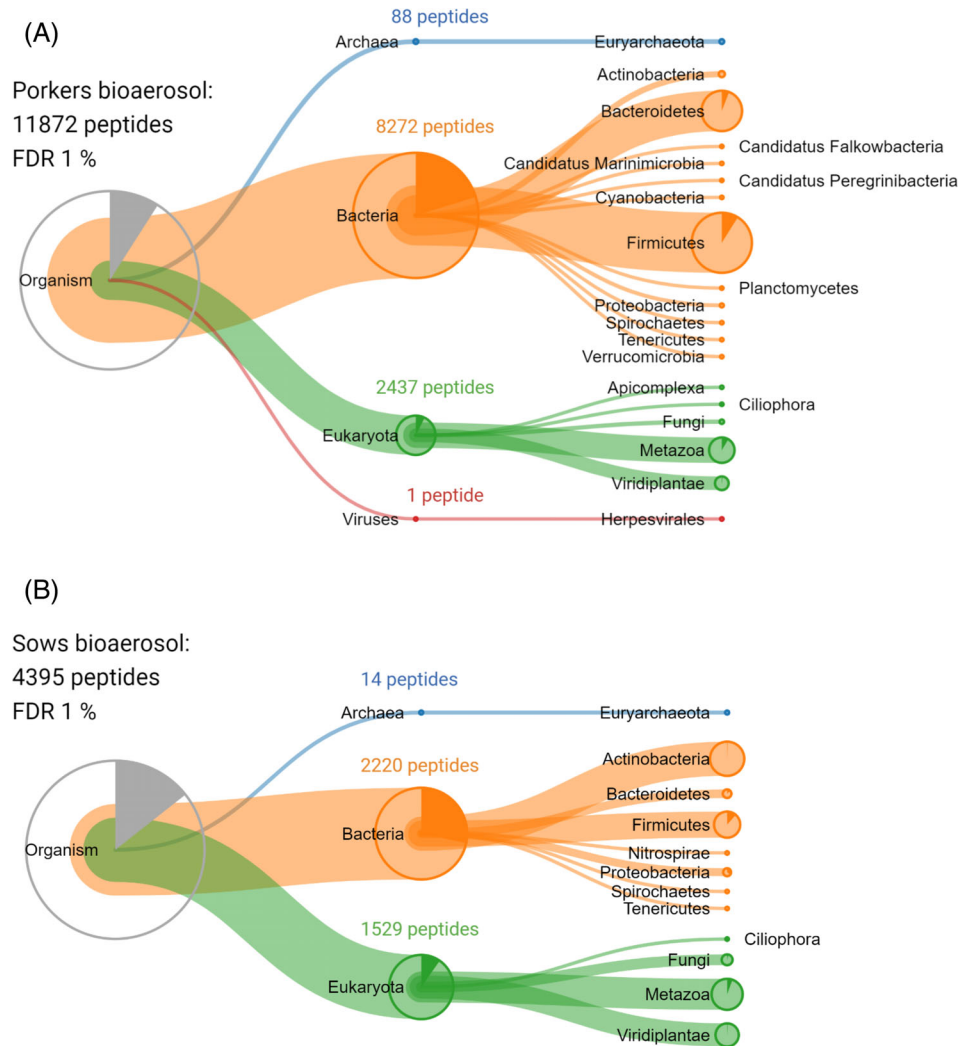 (A)
Porkers bioaerosol:
11872 peptides
FDR 1 %
Organism
88 peptides
Archaea
Euryarchaeota
8272 peptides
Bacteria
Actinobacteria
Bacteroidetes
Candidatus Falkowbacteria
Candidatus Marinimicrobia
Candidatus Peregrinibacteria
Cyanobacteria
Firmicutes
Planctomycetes
Proteobacteria
Spirochaetes
Tenericutes
Verrucomicrobia
2437 peptides
Eukaryota
Apicomplexa
Ciliophora
Fungi
Metazoa
Viridiplantae
1 peptide
Viruses
Herpesvirales
(B)
Sows bioaerosol:
4395 peptides
FDR 1 %
Organism
14 peptides
Archaea
Euryarchaeota
2220 peptides
Bacteria
Actinobacteria
Bacteroidetes
Firmicutes
Nitrospirae
Proteobacteria
Spirochaetes
Tenericutes
1529 peptides
Eukaryota
Ciliophora
Fungi
Metazoa
Viridiplantae